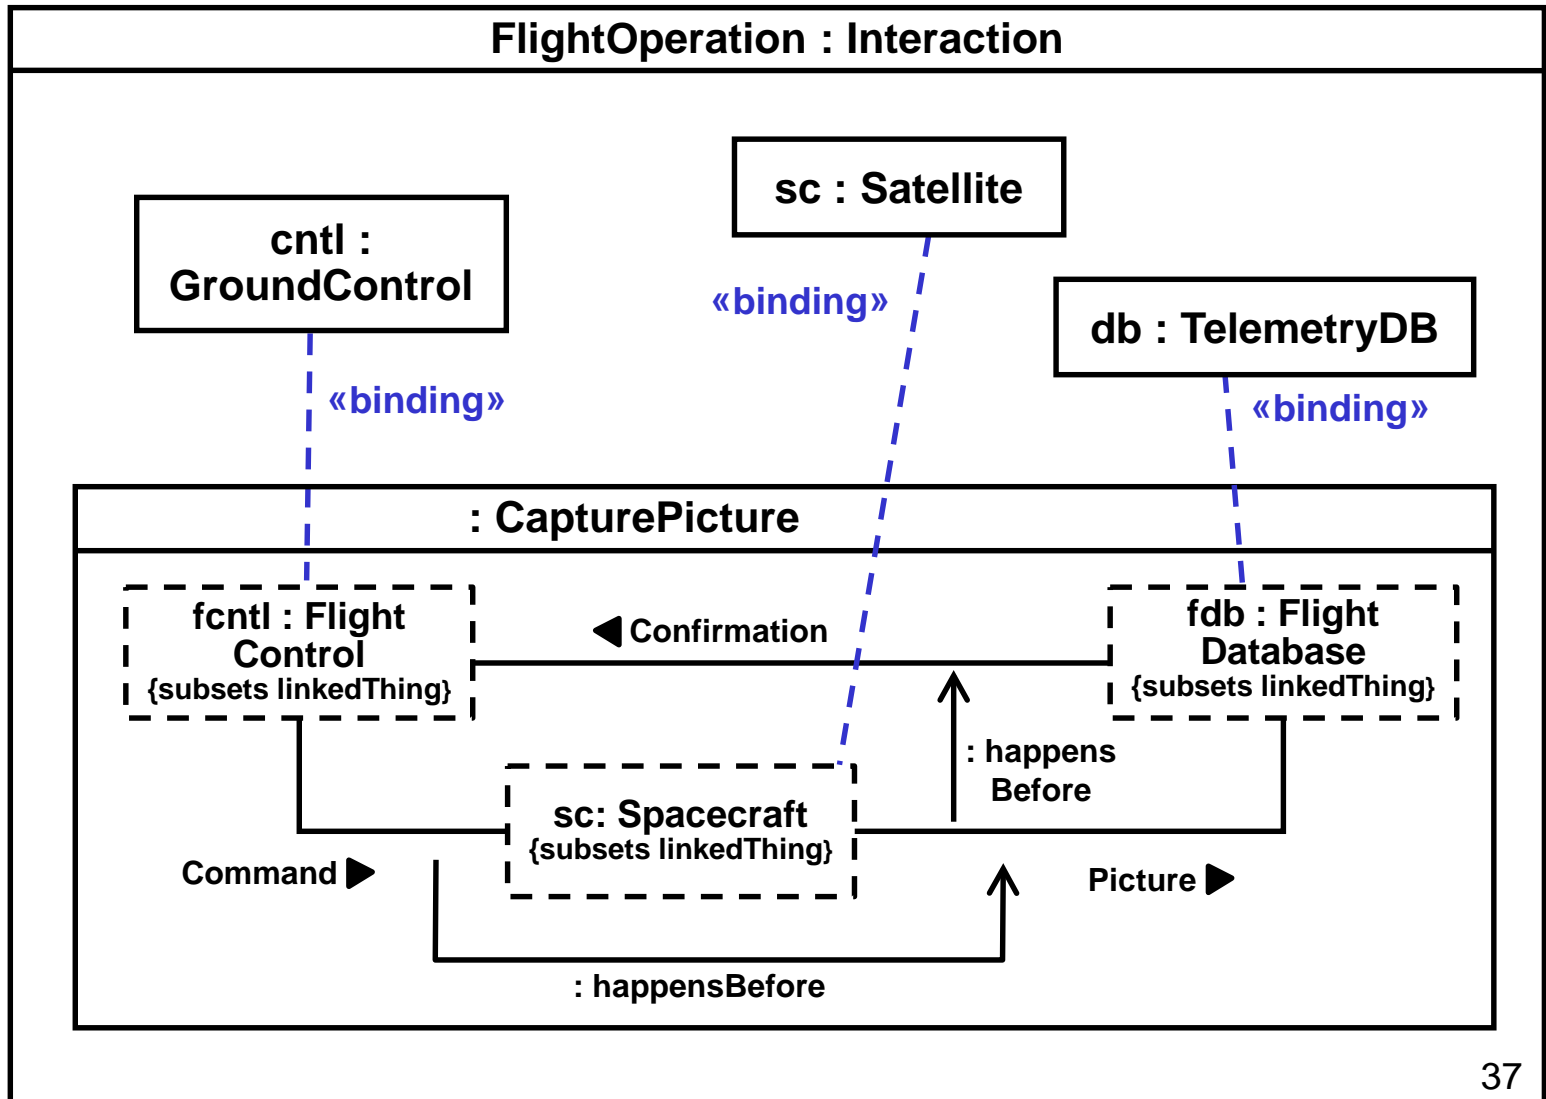 FlightOperation : Interaction
sc : Satellite
cntl :
GroundControl
«binding»
db : TelemetryDB
«binding»
«binding»
: CapturePicture
fcntl : Flight
Control
{subsets linkedThing}
◀ Confirmation
fdb : Flight
Database
{subsets linkedThing}
: happens
Before
sc: Spacecraft
{subsets linkedThing}
Command ▶
Picture ▶
: happensBefore
37